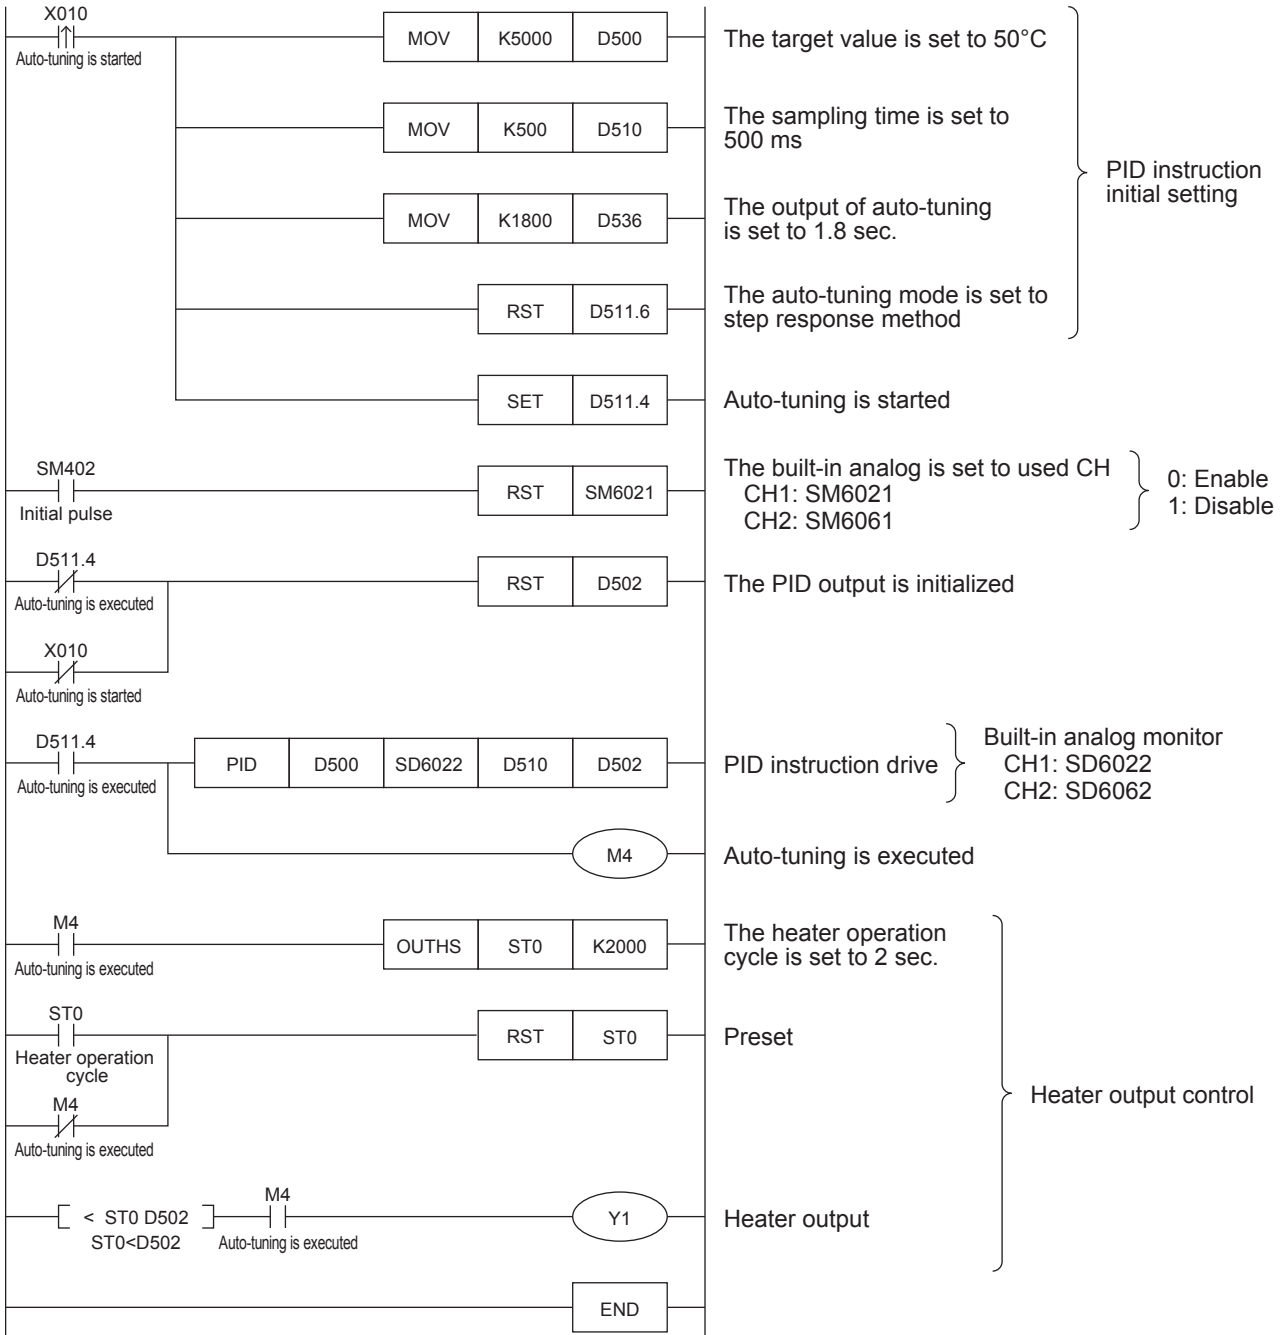 X010
Auto-tuning is started
MOV K5000 D500
The target value is set to 50°C
MOV K500 D510
The sampling time is set to
500 ms
MOV K1800 D536
The output of auto-tuning
is set to 1.8 sec.
RST D511.6
The auto-tuning mode is set to
step response method
PID instruction
initial setting
SET D511.4
Auto-tuning is started
SM402
Initial pulse
RST SM6021
The built-in analog is set to used CH
CH1: SM6021
CH2: SM6061
0: Enable
1: Disable
D511.4
Auto-tuning is executed
RST D502
The PID output is initialized
X010
Auto-tuning is started
D511.4
Auto-tuning is executed
PID D500 SD6022 D510 D502
PID instruction drive
Built-in analog monitor
CH1: SD6022
CH2: SD6062
M4
Auto-tuning is executed
M4
Auto-tuning is executed
OUTHS ST0 K2000
The heater operation
cycle is set to 2 sec.
ST0
Heater operation
cycle
RST ST0
Preset
M4
Auto-tuning is executed
Heater output control
< ST0 D502
ST0<D502
M4
Auto-tuning is executed
Y1
Heater output
END